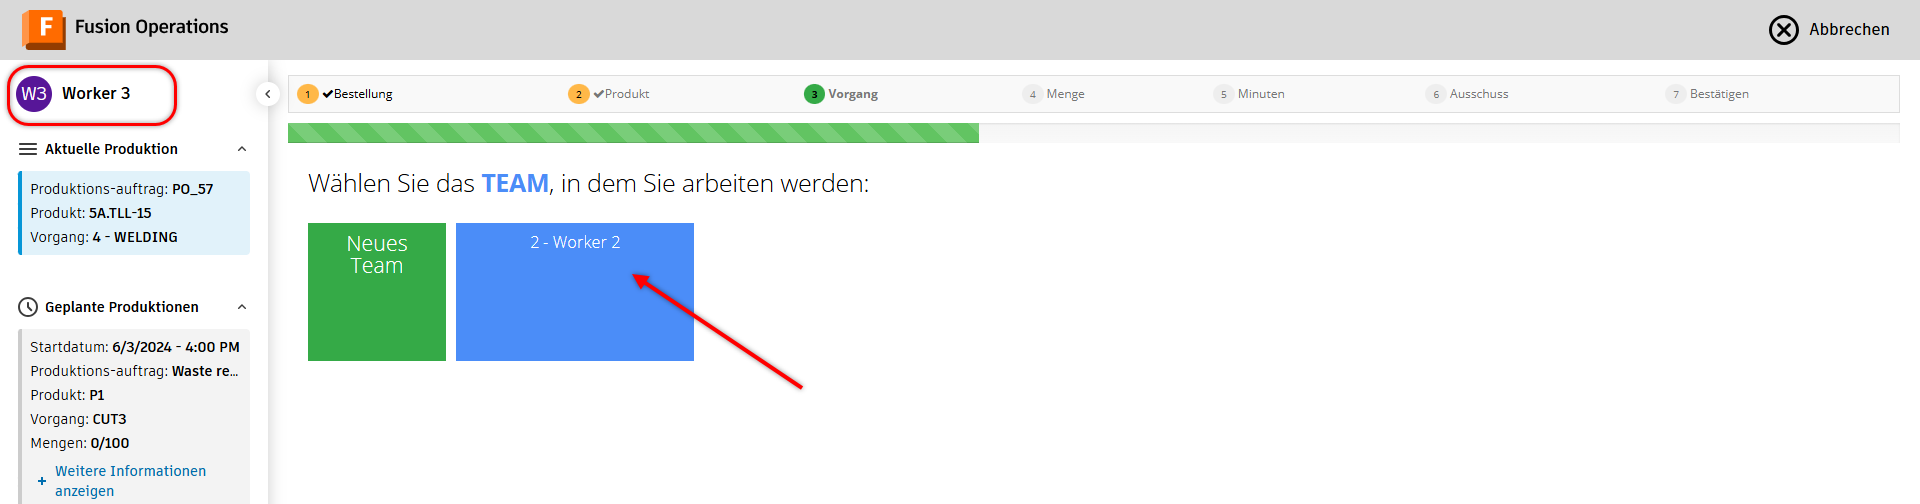 F Fusion Operations
Abbrechen
W3 Worker 3
1 Bestellung 2 Produkt 3 Vorgang 4 Menge 5 Minuten 6 Ausschuss 7 Bestätigen
Aktuelle Produktion
Produktions-auftrag: PO_57
Produkt: 5A.TLL-15
Vorgang: 4 - WELDING
Wählen Sie das TEAM, in dem Sie arbeiten werden:
Neues
Team
2 - Worker 2
Geplante Produktionen
Startdatum: 6/3/2024 - 4:00 PM
Produktions-auftrag: Waste re...
Produkt: P1
Vorgang: CUT3
Mengen: 0/100
+ Weitere Informationen
anzeigen